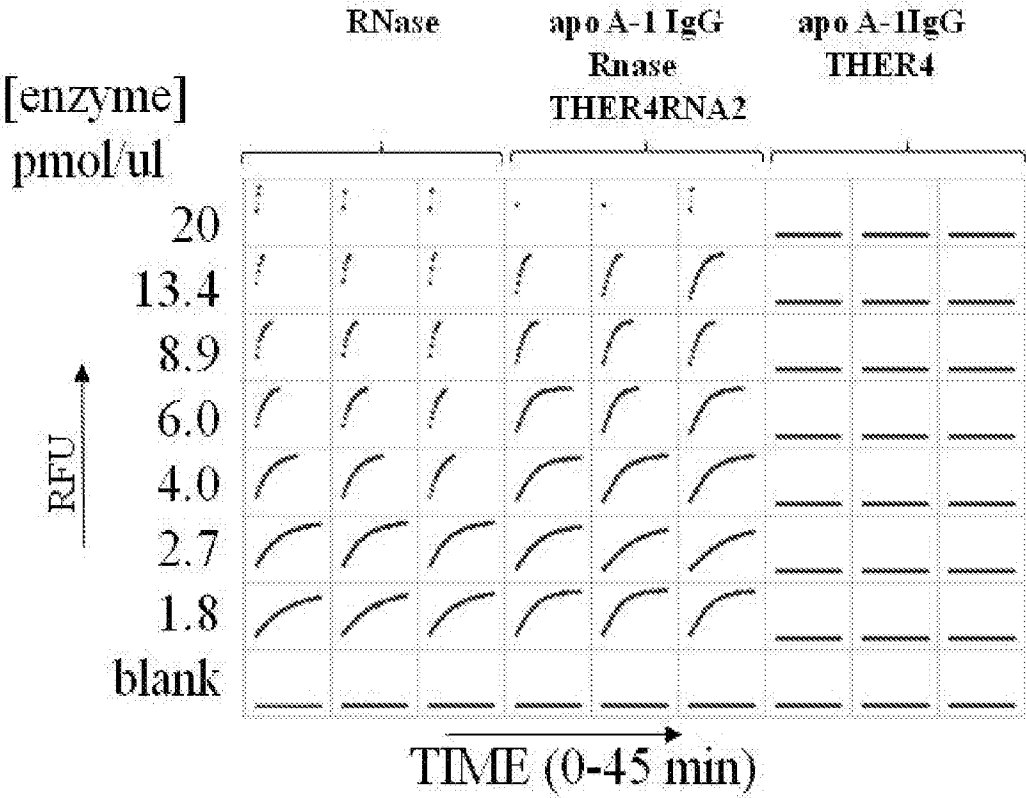 RNase
apo A-1 IgG
Rnase
THER4RNA2
apo A-1IgG
THER4
[enzyme]
pmol/ul
20
13.4
8.9
6.0
4.0
2.7
1.8
blank
RFU
TIME (0-45 min)